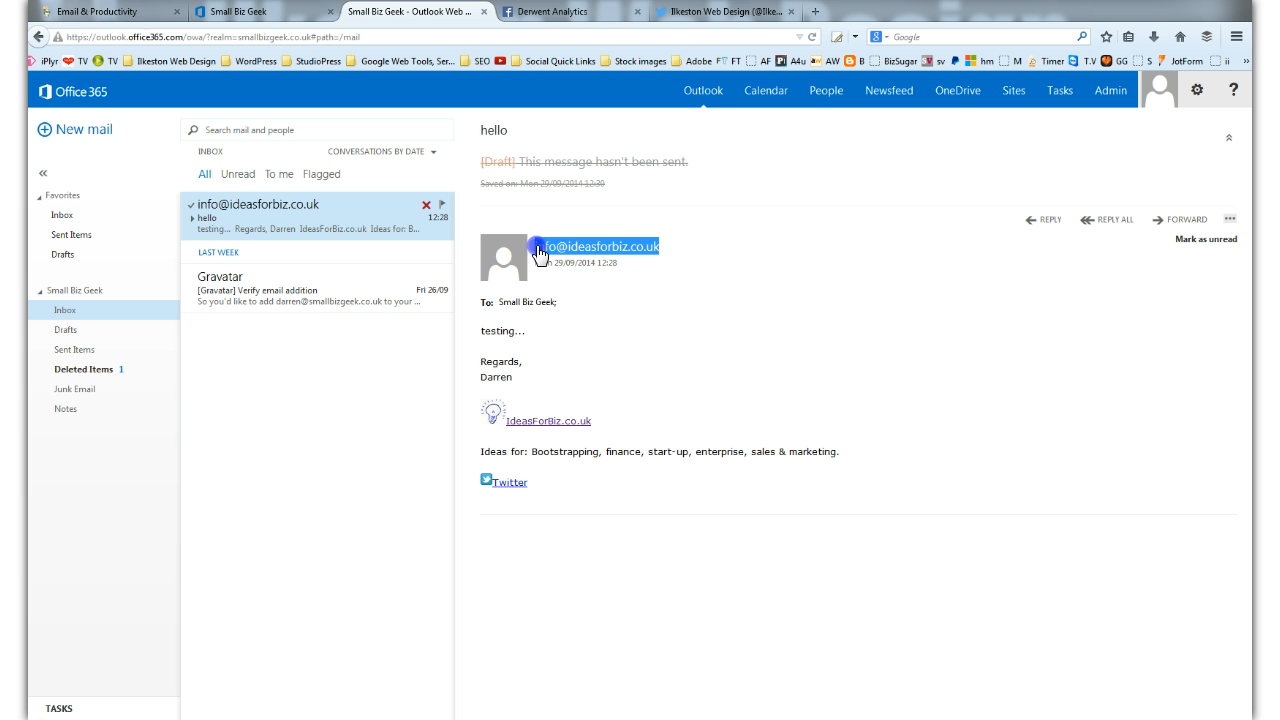 Email & Productivity × Small Biz Geek × Small Biz Geek - Outlook Web ... × Derwent Analytics × Ilkeston Web Design (@Ilke... × +
https://outlook.office365.com/owa/?realm=smallbizgeek.co.uk#path=/mail
Google
iPlyr TV TV Ilkeston Web Design WordPress StudioPress Google Web Tools, Ser... SEO Social Quick Links Stock images Adobe FT AF A4u AW B BizSugar sv hm M Timer T.V GG S JotForm ii »
Office 365
Outlook Calendar People Newsfeed OneDrive Sites Tasks Admin ?
New mail
Favorites
Inbox
Sent Items
Drafts
Small Biz Geek
Inbox
Drafts
Sent Items
Deleted Items 1
Junk Email
Notes
TASKS
Search mail and people
INBOX CONVERSATIONS BY DATE
All Unread To me Flagged
info@ideasforbiz.co.uk
hello 12:28
testing... Regards, Darren IdeasForBiz.co.uk Ideas for: B...
LAST WEEK
Gravatar
[Gravatar] Verify email addition Fri 26/09
So you'd like to add darren@smallbizgeek.co.uk to your ...
hello
[Draft] This message hasn't been sent.
Saved on: Mon 29/09/2014 12:30
REPLY REPLY ALL FORWARD ...
Mark as unread
fo@ideasforbiz.co.uk
n 29/09/2014 12:28
To: Small Biz Geek;
testing...
Regards,
Darren
IdeasForBiz.co.uk
Ideas for: Bootstrapping, finance, start-up, enterprise, sales & marketing.
Twitter